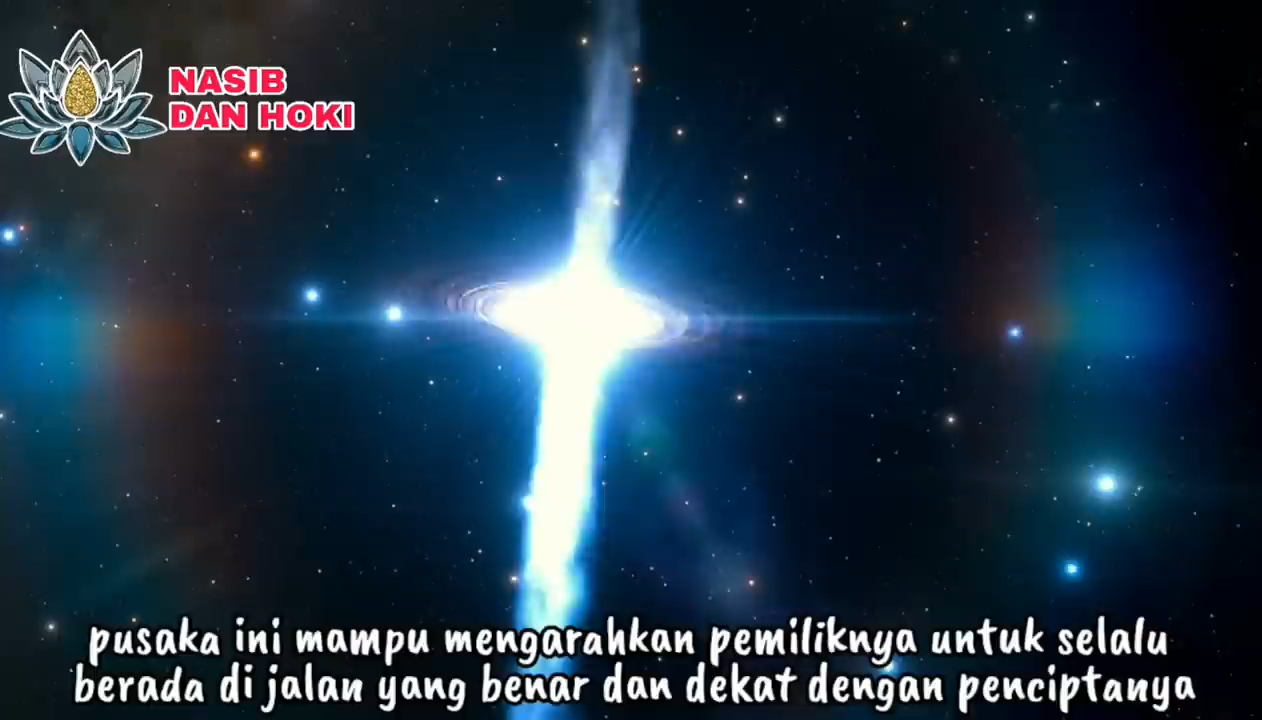 NASIB
DAN HOKI
pusaka ini mampu mengarahkan pemiliknya untuk selalu
berada di jalan yang benar dan dekat dengan penciptanya